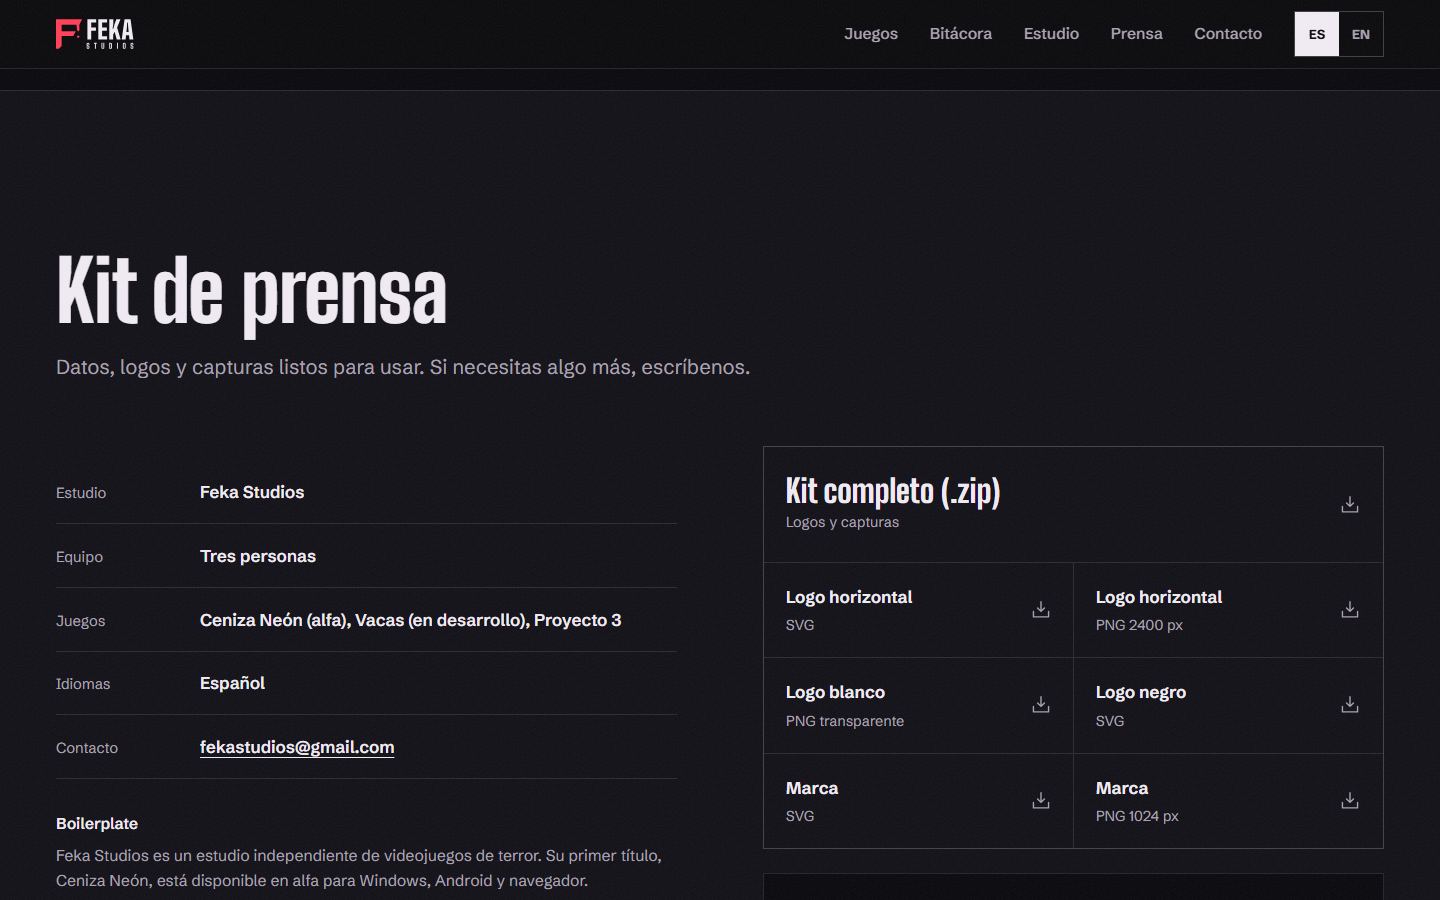 FEKA
STUDIOS
Juegos
Bitácora
Estudio
Prensa
Contacto
ES
EN
Kit de prensa
Datos, logos y capturas listos para usar. Si necesitas algo más, escríbenos.
Estudio
Feka Studios
Equipo
Tres personas
Juegos
Ceniza Neón (alfa), Vacas (en desarrollo), Proyecto 3
Idiomas
Español
Contacto
fekastudios@gmail.com
Boilerplate
Feka Studios es un estudio independiente de videojuegos de terror. Su primer título,
Ceniza Neón, está disponible en alfa para Windows, Android y navegador.
Kit completo (.zip)
Logos y capturas
Logo horizontal
SVG
Logo horizontal
PNG 2400 px
Logo blanco
PNG transparente
Logo negro
SVG
Marca
SVG
Marca
PNG 1024 px